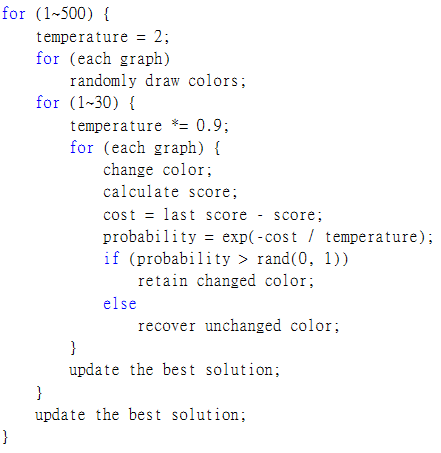 for (1~500) {
    temperature = 2;
    for (each graph)
        randomly draw colors;
    for (1~30) {
        temperature *= 0.9;
        for (each graph) {
            change color;
            calculate score;
            cost = last score - score;
            probability = exp(-cost / temperature);
            if (probability > rand(0, 1))
                retain changed color;
            else
                recover unchanged color;
        }
        update the best solution;
    }
    update the best solution;
}